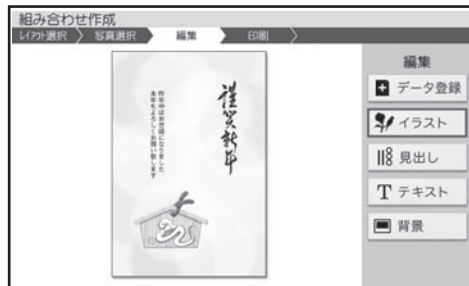 組み合わせ作成
ﾚｲｱｳﾄ選択
写真選択
編集
印刷
謹賀新年
昨年中はお世話になりました
本年もよろしくお願い致します
編集
データ登録
イラスト
見出し
T テキスト
背景